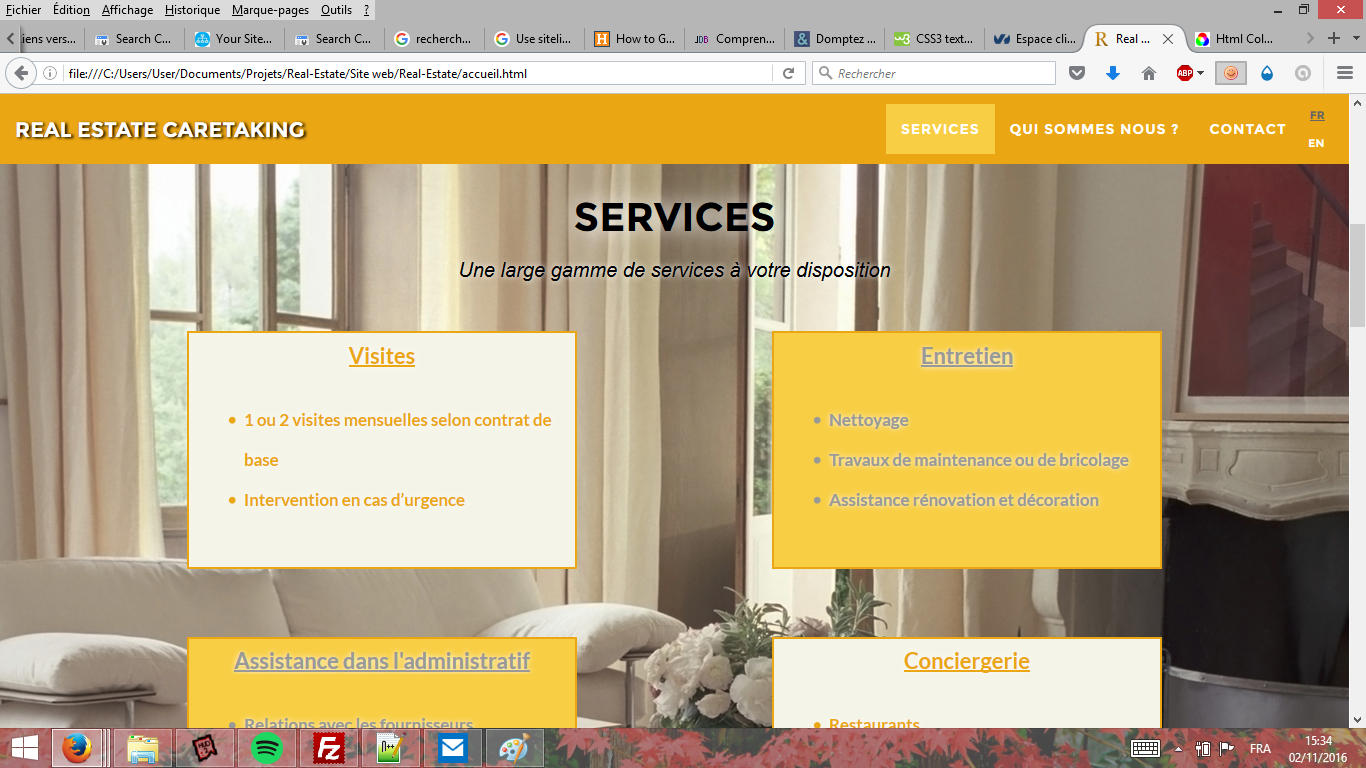 Fichier Édition Affichage Historique Marque-pages Outils ?
iens vers... Search C... Your Site... Search C... recherch... Use siteli... How to G... Compren... Domptez ... CSS3 text... Espace cli... Real ... Html Col...
file:///C:/Users/User/Documents/Projets/Real-Estate/Site web/Real-Estate/accueil.html Rechercher ABP
REAL ESTATE CARETAKING SERVICES QUI SOMMES NOUS ? CONTACT FR
EN
SERVICES
Une large gamme de services à votre disposition
Visites
• 1 ou 2 visites mensuelles selon contrat de
base
• Intervention en cas d’urgence
Entretien
• Nettoyage
• Travaux de maintenance ou de bricolage
• Assistance rénovation et décoration
Assistance dans l'administratif
• Relations avec les fournisseurs
Conciergerie
• Restaurants
FRA 15:34
02/11/2016